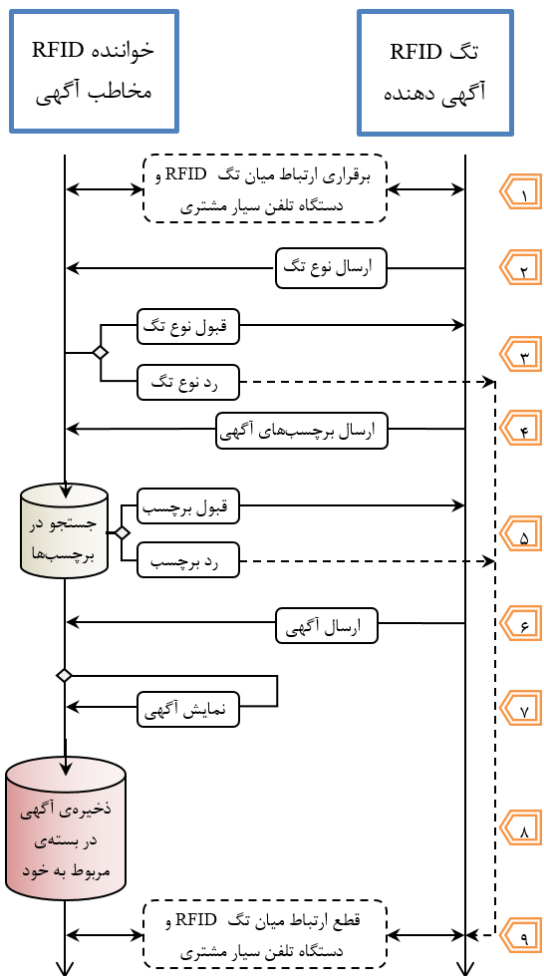 خواننده RFID
مخاطب آگهی
تگ RFID
آگهی دهنده
برقراری ارتباط میان تگ RFID و
دستگاه تلفن سیار مشتری
۱
ارسال نوع تگ
۲
قبول نوع تگ
۳
رد نوع تگ
ارسال برچسب‌های آگهی
۴
قبول برچسب
جستجو در
برچسب‌ها
۵
رد برچسب
ارسال آگهی
۶
نمایش آگهی
۷
ذخیره‌ی آگهی
در بسته‌ی
مربوط به خود
۸
قطع ارتباط میان تگ RFID و
دستگاه تلفن سیار مشتری
۹